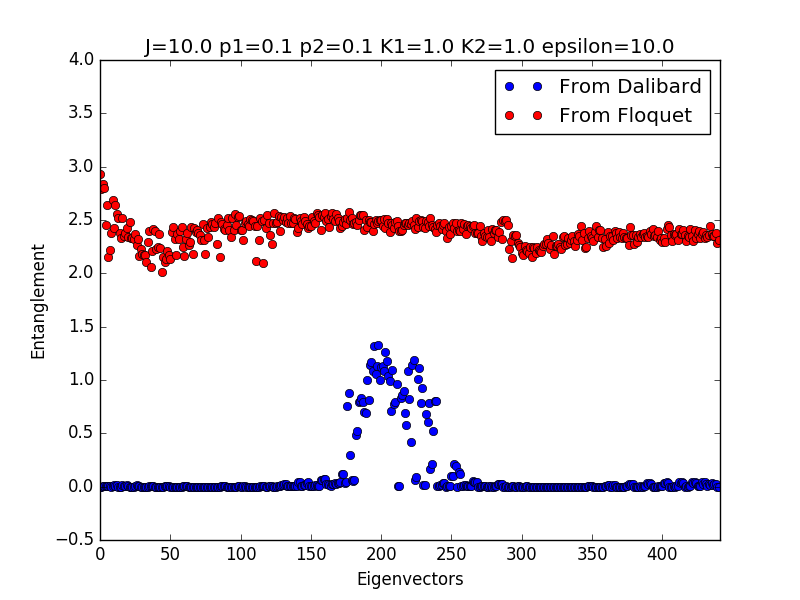 J=10.0 p1=0.1 p2=0.1 K1=1.0 K2=1.0 epsilon=10.0
4.0
3.5
3.0
2.5
2.0
1.5
1.0
0.5
0.0
−0.5
Entanglement
From Dalibard
From Floquet
0 50 100 150 200 250 300 350 400
Eigenvectors